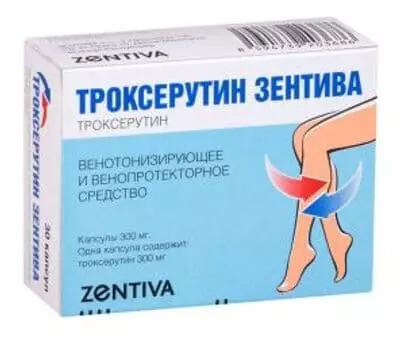 ZENTIVA
ТРОКСЕРУТИН ЗЕНТИВА
ТРОКСЕРУТИН
ВЕНОТОНИЗИРУЮЩЕЕ
И ВЕНОПРОТЕКТОРНОЕ
СРЕДСТВО
Капсулы 300 мг.
Одна капсула содержит:
троксерутин 300 мг
ZENTIVA
ТРОКСЕРУТИН ЗЕНТИВА
30 капсул